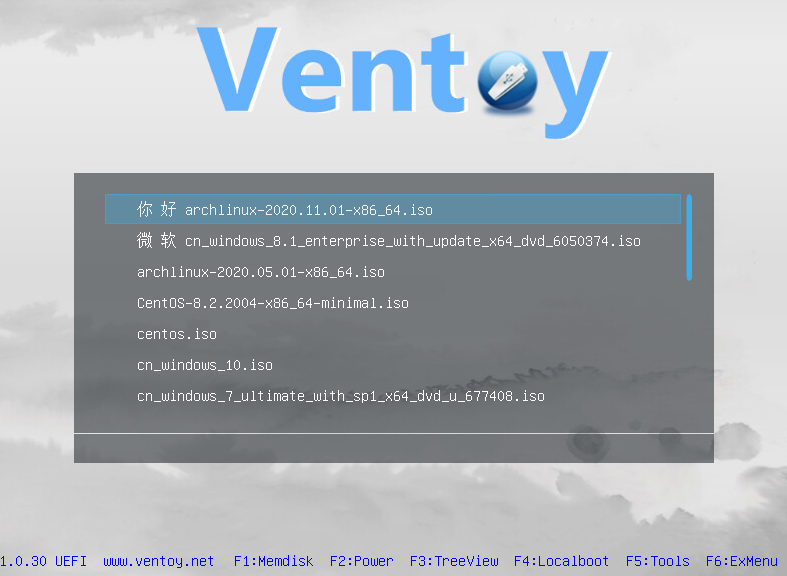 Ventoy
你 好 archlinux-2020.11.01-x86_64.iso
微 软 cn_windows_8.1_enterprise_with_update_x64_dvd_6050374.iso
archlinux-2020.05.01-x86_64.iso
CentOS-8.2.2004-x86_64-minimal.iso
centos.iso
cn_windows_10.iso
cn_windows_7_ultimate_with_sp1_x64_dvd_u_677408.iso
1.0.30 UEFI www.ventoy.net F1:Memdisk F2:Power F3:TreeView F4:Localboot F5:Tools F6:ExMenu